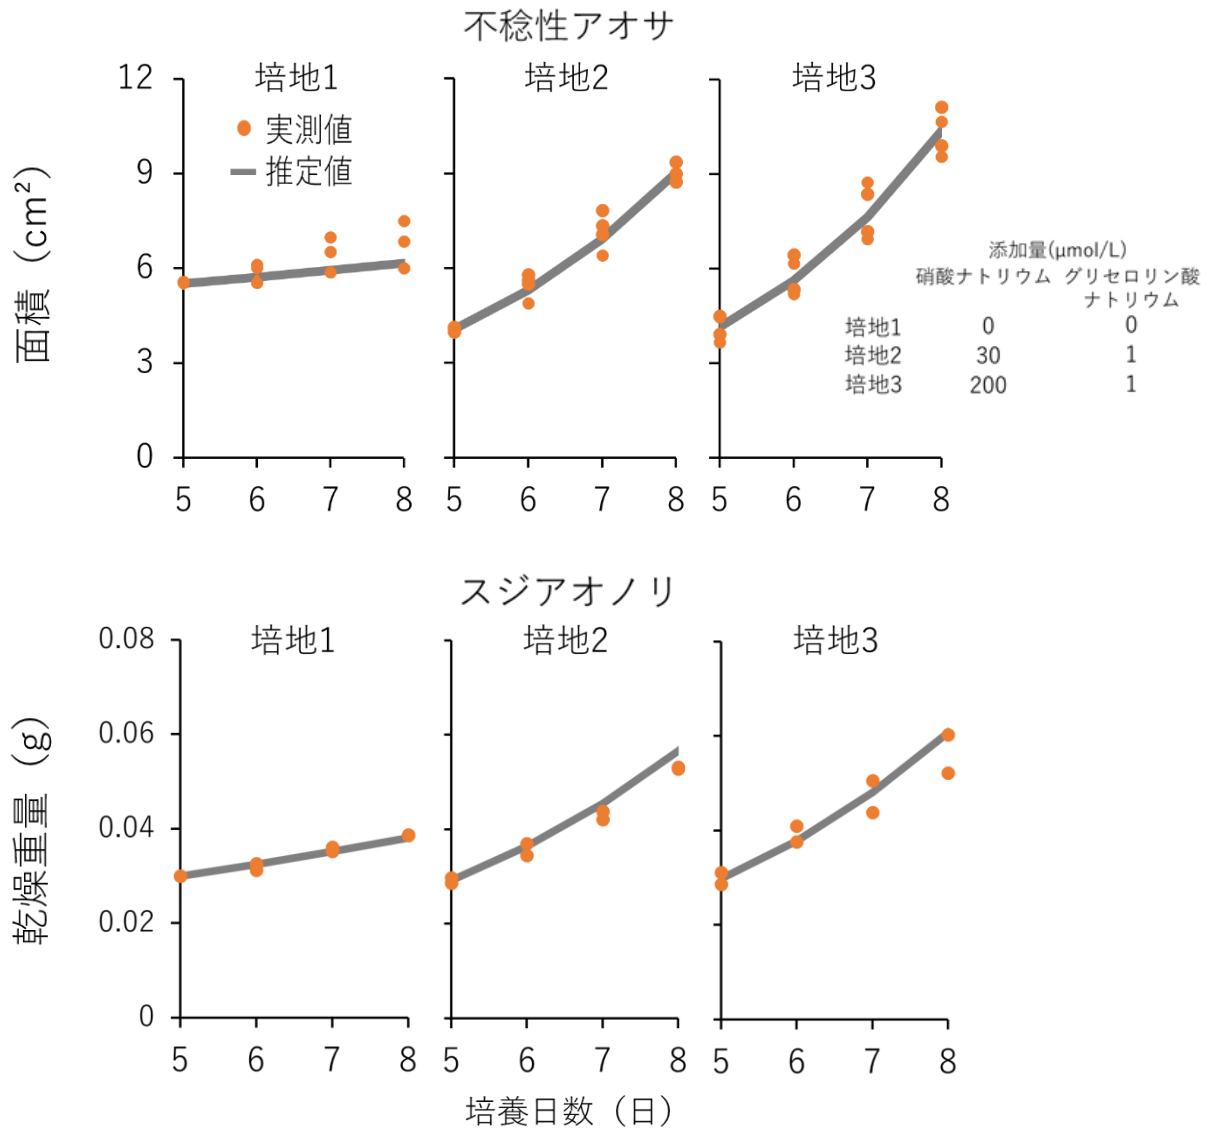 不稔性アオサ
培地1
培地2
培地3
実測値
推定値
面積（cm²）
12
9
6
3
0
5 6 7 8
5 6 7 8
5 6 7 8
添加量(μmol/L)
硝酸ナトリウム グリセロリン酸
ナトリウム
培地1 0 0
培地2 30 1
培地3 200 1
スジアオノリ
培地1
培地2
培地3
乾燥重量（g）
0.08
0.06
0.04
0.02
0
5 6 7 8
5 6 7 8
5 6 7 8
培養日数（日）